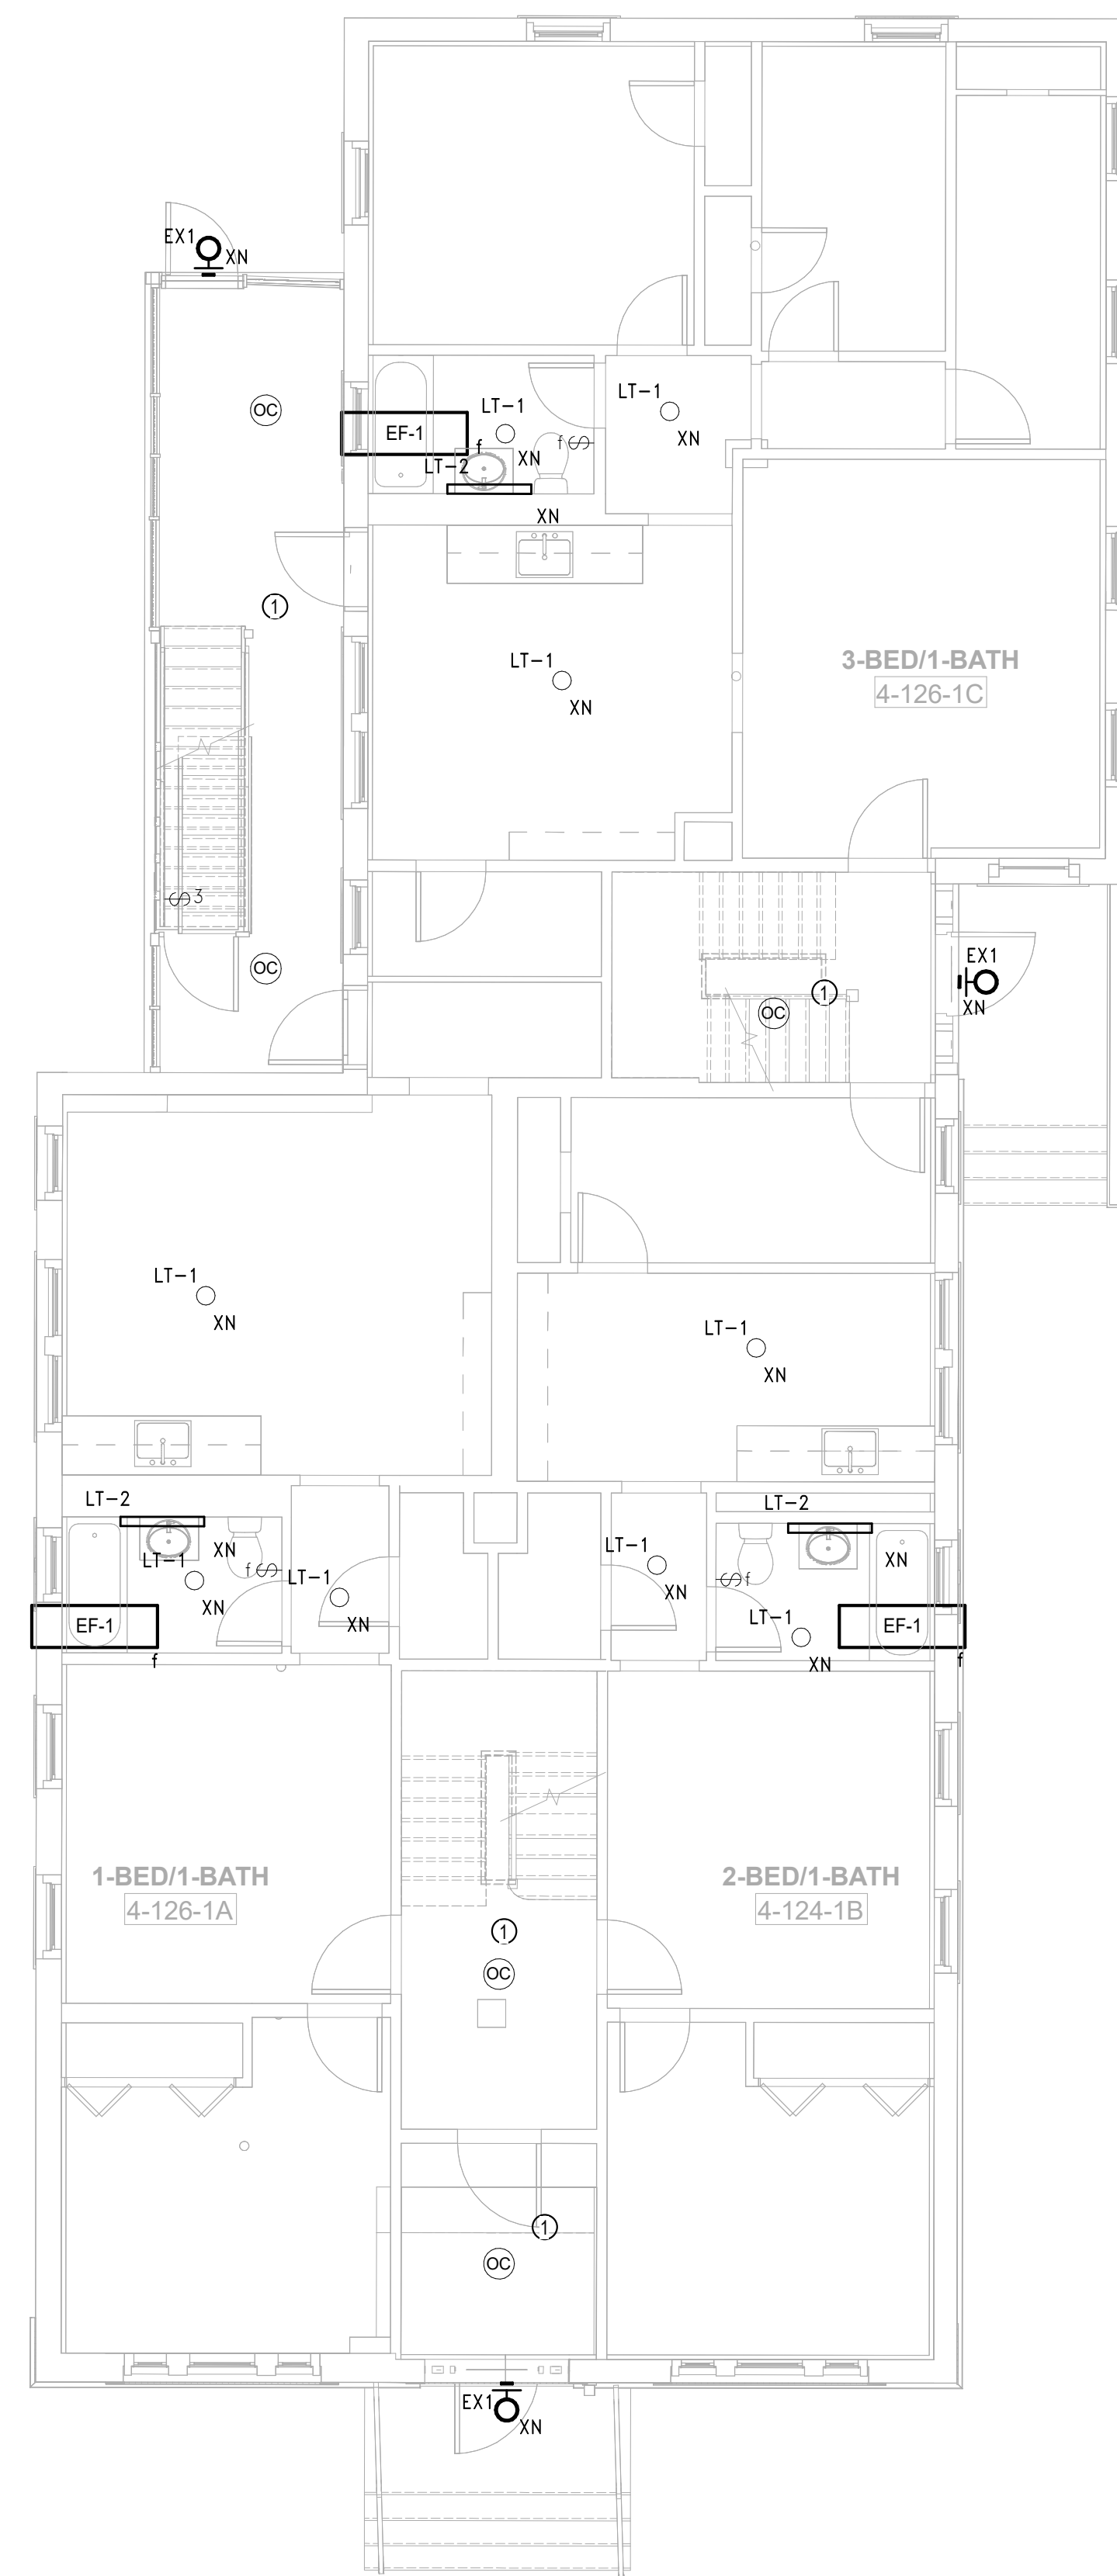 EX1
XN
OC
LT-1
LT-1
EF-1
f
f $
XN
XN
LT-2
XN
1
LT-1
XN
3-BED/1-BATH
4-126-1C
$ 3
OC
EX1
1
XN
OC
LT-1
XN
LT-1
XN
LT-2
LT-2
XN
LT-1
f $
LT-1
XN
LT-1
XN
$ f
XN
XN
XN
LT-1
EF-1
EF-1
XN
f
f
1-BED/1-BATH
4-126-1A
2-BED/1-BATH
4-124-1B
1
OC
1
OC
EX1
XN